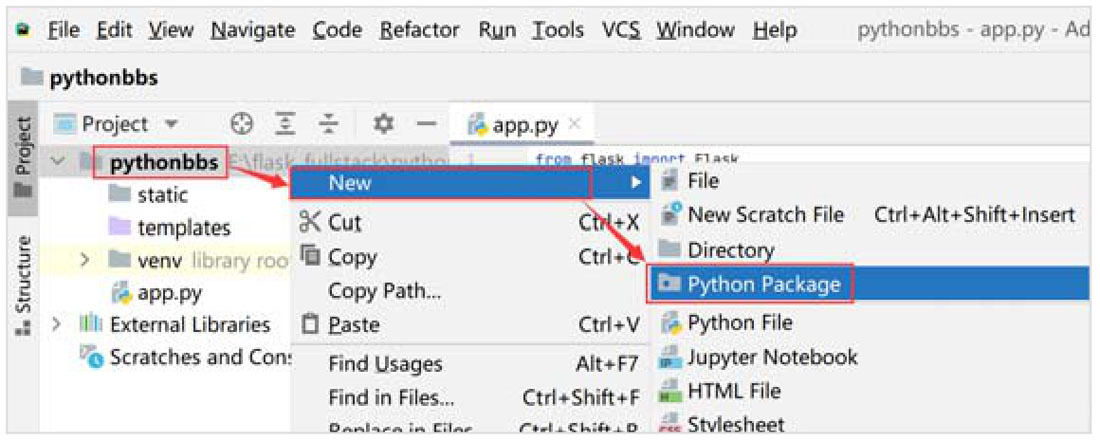 File Edit View Navigate Code Refactor Run Tools VCS Window Help pythonbbs - app.py - Ad
pythonbbs
Project app.py
Project
pythonbbs E:\flask_fullstack\pytho 1 from flask import Flask
static
templates
venv library roo
app.py
External Libraries
Scratches and Cons
Structure
New
Cut Ctrl+X
Copy Ctrl+C
Copy Path...
Paste Ctrl+V
Find Usages Alt+F7
Find in Files... Ctrl+Shift+F
Replace in Files Ctrl+Shift+R
File
New Scratch File Ctrl+Alt+Shift+Insert
Directory
Python Package
Python File
Jupyter Notebook
HTML File
Stylesheet